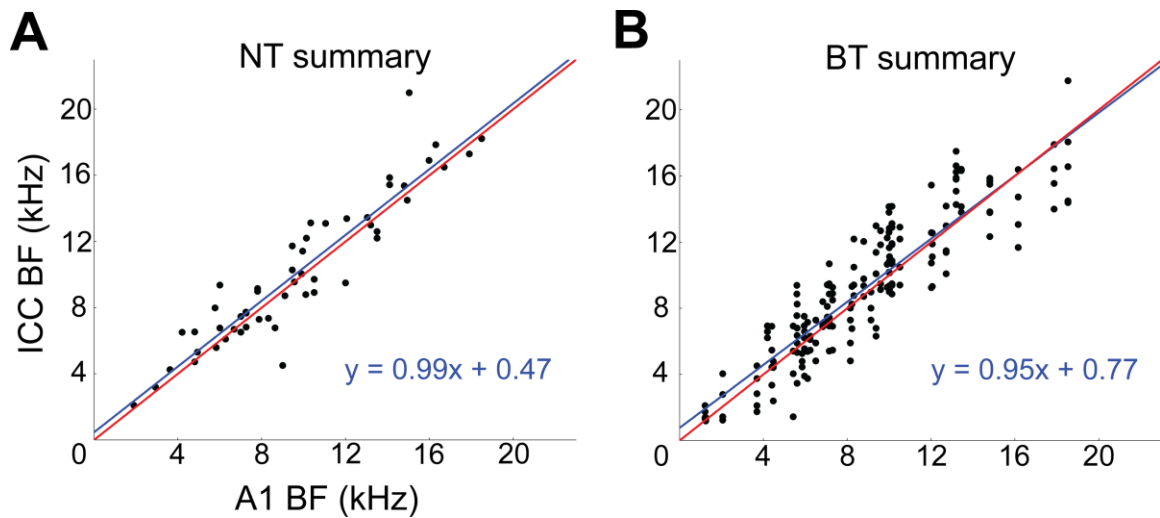 A
NT summary
ICC BF (kHz)
20
16
12
8
4
0
4
8
12
16
20
A1 BF (kHz)
y = 0.99x + 0.47
B
BT summary
20
16
12
8
4
0
4
8
12
16
20
y = 0.95x + 0.77